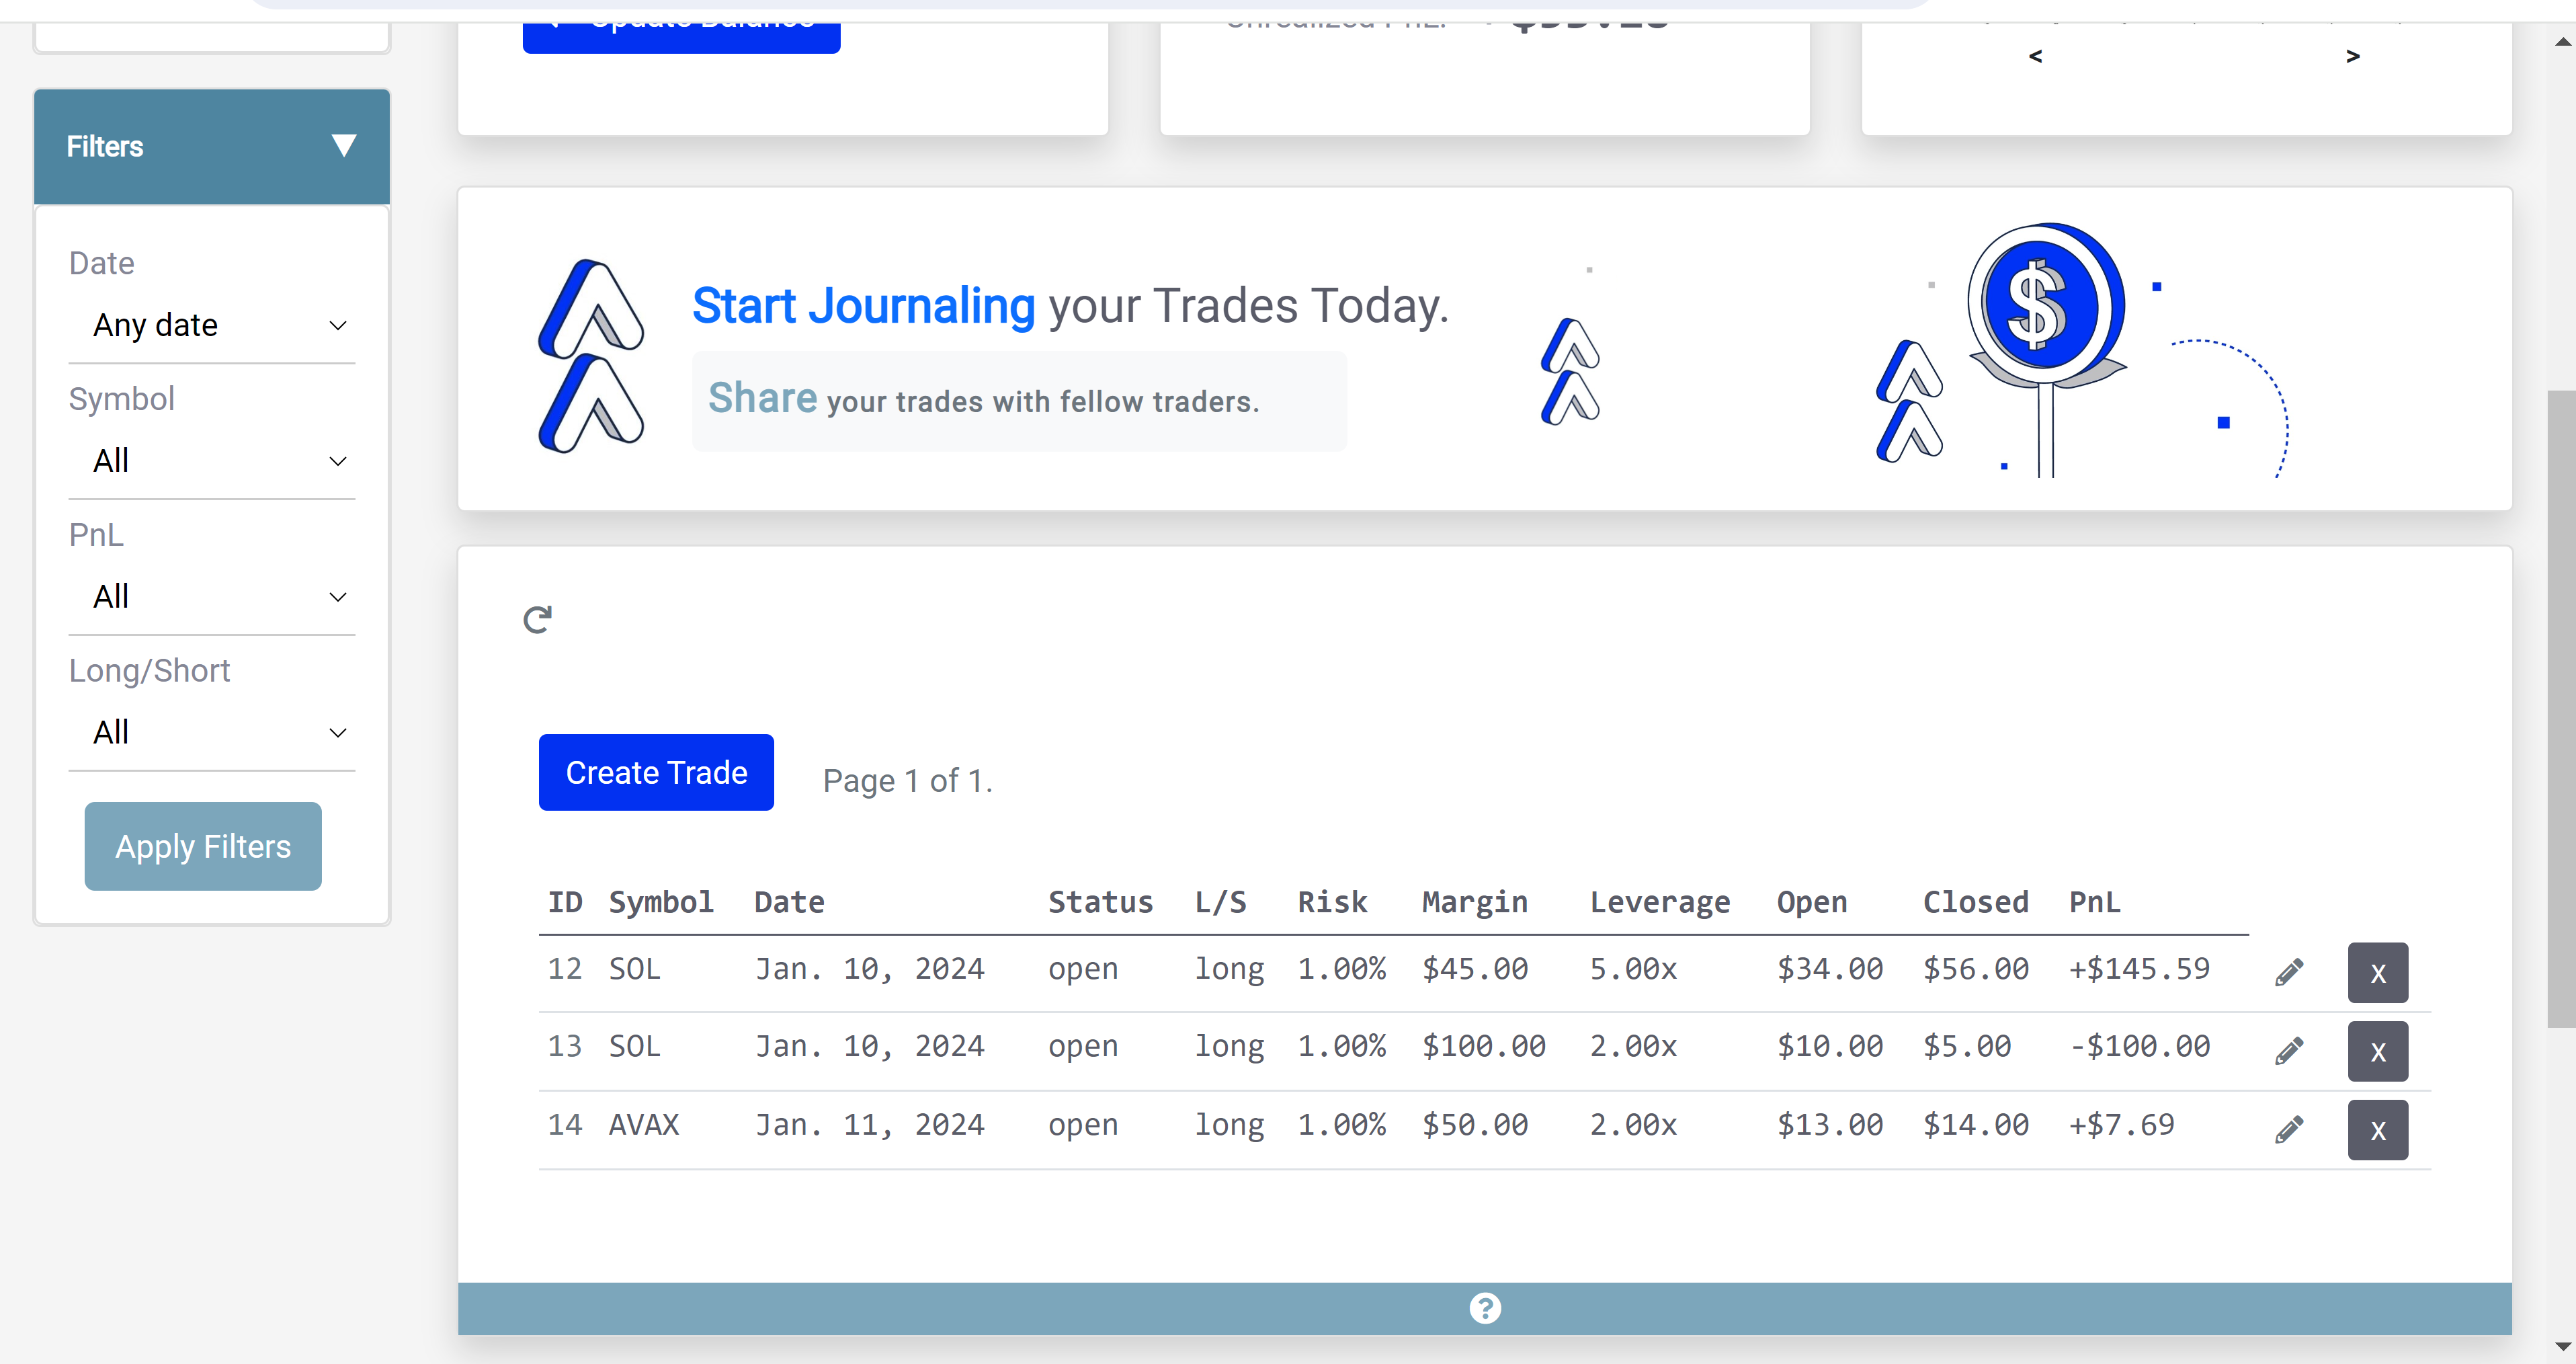 Update Balance
Unrealized PnL:
<
>
Filters ▼
Date
Any date
Symbol
All
PnL
All
Long/Short
All
Apply Filters
Start Journaling your Trades Today.
Share your trades with fellow traders.
Create Trade
Page 1 of 1.
ID Symbol Date Status L/S Risk Margin Leverage Open Closed PnL
12 SOL Jan. 10, 2024 open long 1.00% $45.00 5.00x $34.00 $56.00 +$145.59 X
13 SOL Jan. 10, 2024 open long 1.00% $100.00 2.00x $10.00 $5.00 -$100.00 X
14 AVAX Jan. 11, 2024 open long 1.00% $50.00 2.00x $13.00 $14.00 +$7.69 X
?